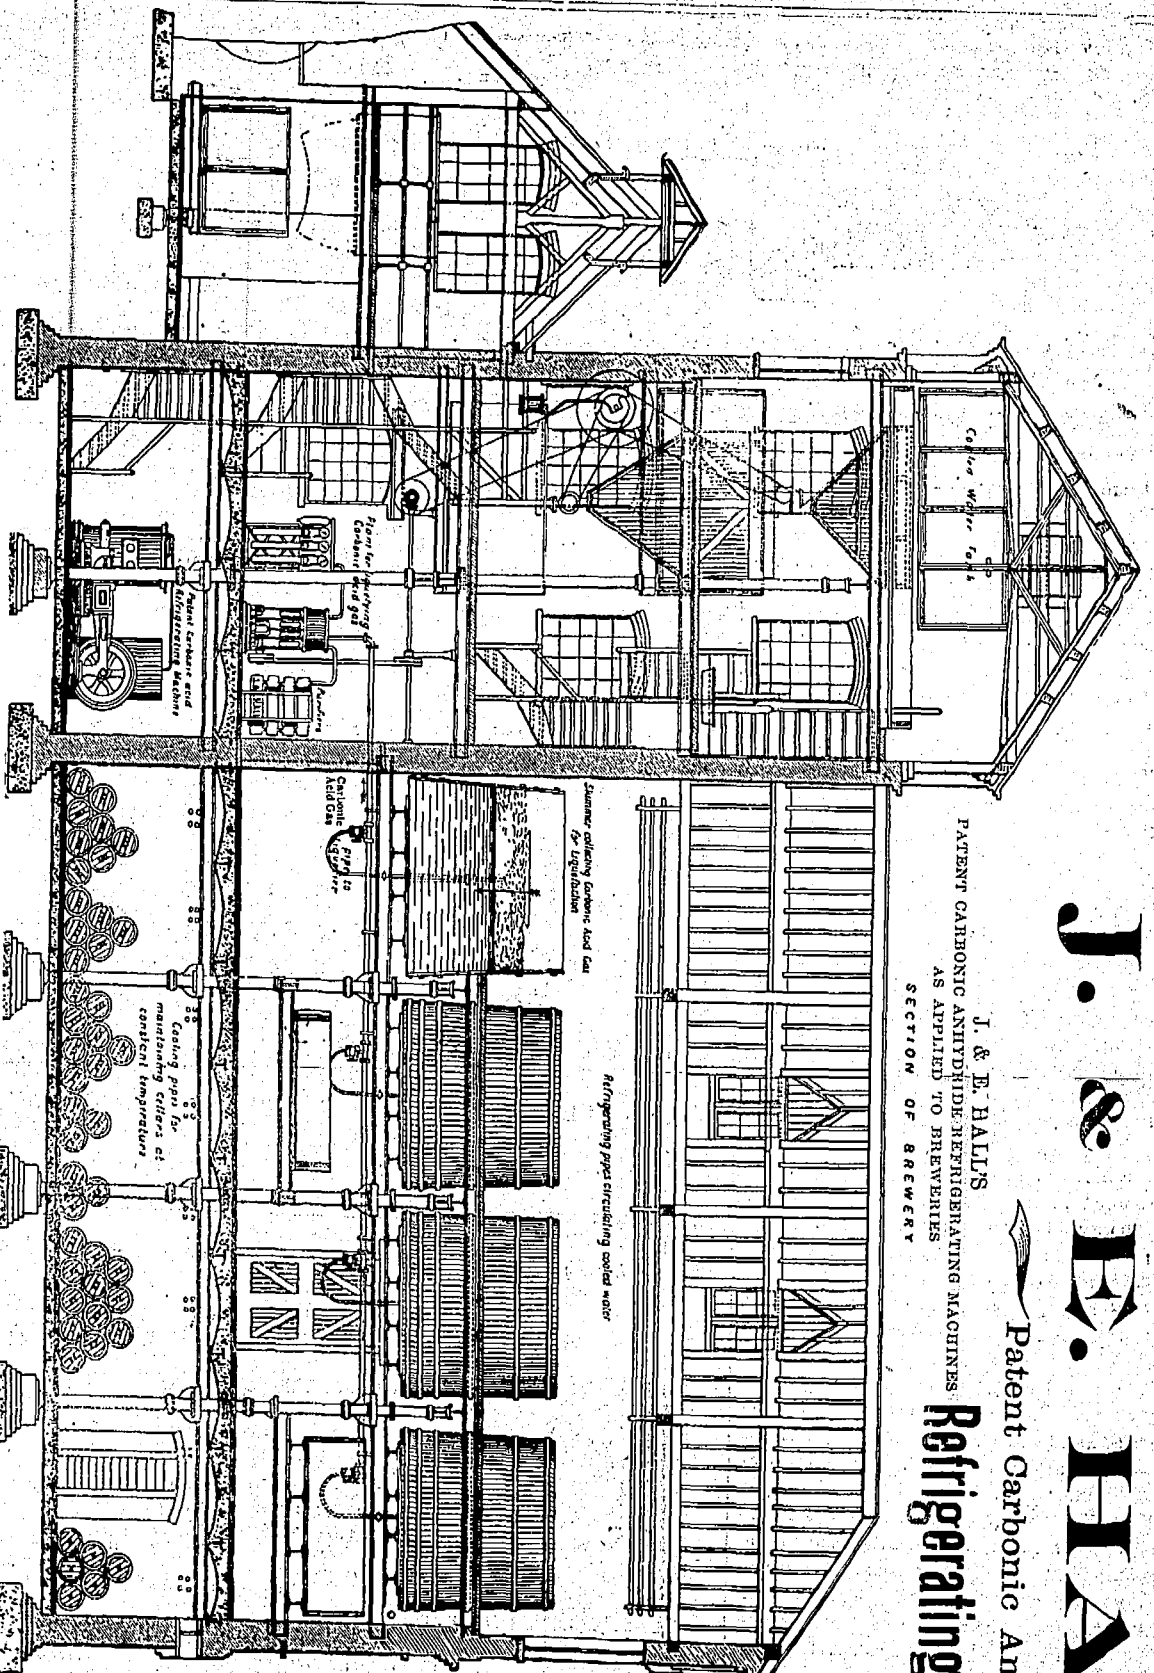 J. & E. HA
Patent Carbonic An
Refrigerating
J. & E. HALL'S
PATENT CARBONIC ANHYDRIDE REFRIGERATING MACHINES
AS APPLIED TO BREWERIES
SECTION OF BREWERY
Cooling Water Tank
Skimmer collecting Carbonic Acid Gas
for Liquefaction
Refrigerating pipes circulating cooled water
Plant for liquefying
Carbonic acid gas
Purifiers
Carbonic
Acid Gas
pipe to
liquefier
Patent Carbonic acid
Refrigerating Machine
Cooling pipes for
maintaining Cellars at
constant temperature